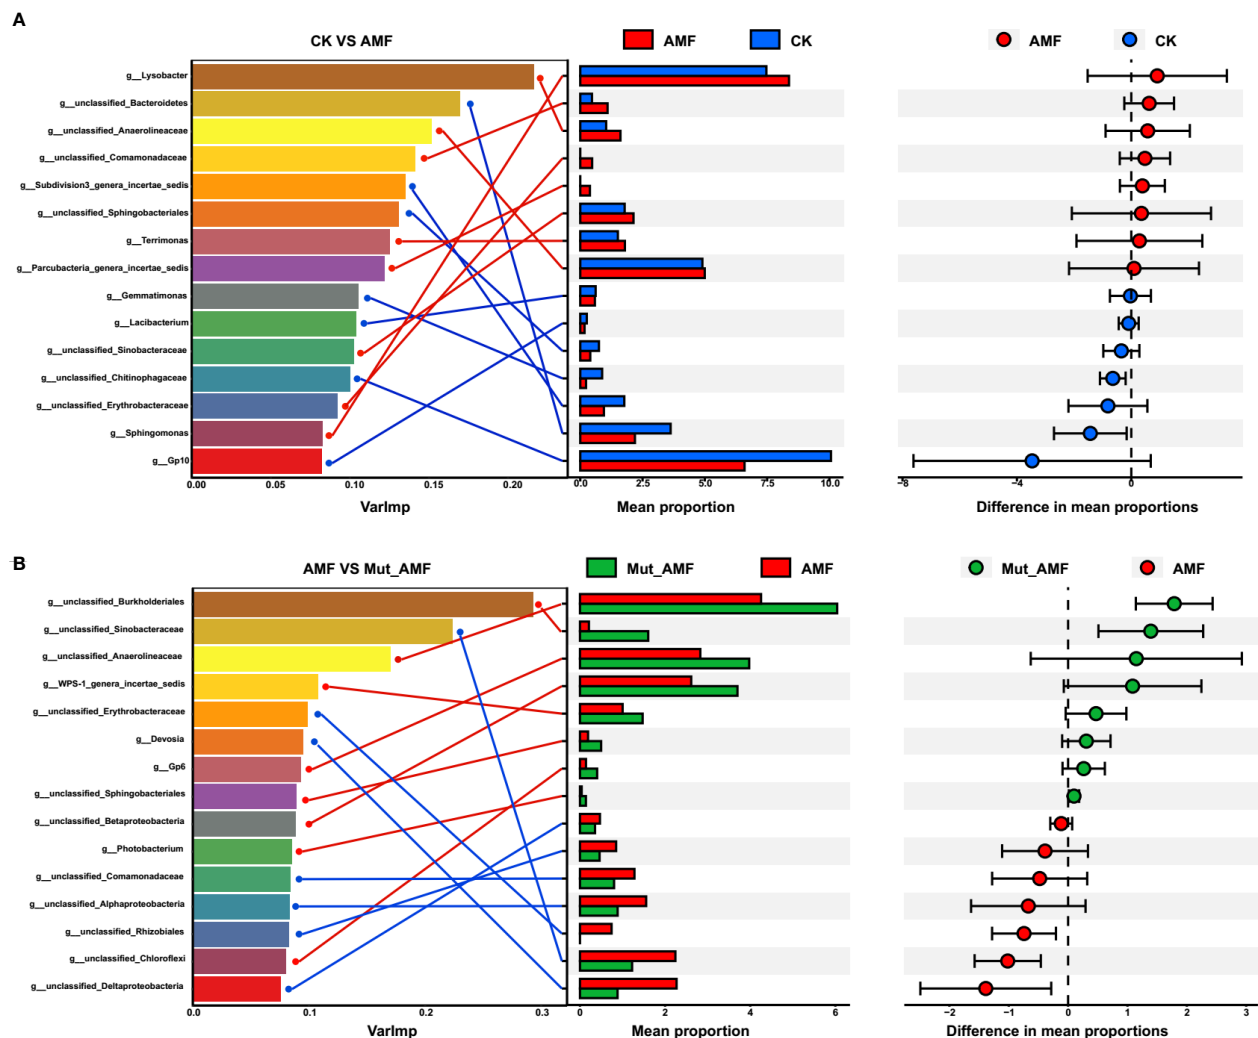 A
CK VS AMF
AMF
CK
AMF
CK
g__Lysobacter
g__unclassified_Bacteroidetes
g__unclassified_Anaerolineaceae
g__unclassified_Comamonadaceae
g__Subdivision3_genera_incertae_sedis
g__unclassified_Sphingobacteriales
g__Terrimonas
g__Parcubacteria_genera_incertae_sedis
g__Gemmatimonas
g__Lacibacterium
g__unclassified_Sinobacteraceae
g__unclassified_Chitinophagaceae
g__unclassified_Erythrobacteraceae
g__Sphingomonas
g__Gp10
0.00 0.05 0.10 0.15 0.20
0.0 2.5 5.0 7.5 10.0
−8 −4 0
VarImp
Mean proportion
Difference in mean proportions
B
AMF VS Mut_AMF
Mut_AMF
AMF
Mut_AMF
AMF
g__unclassified_Burkholderiales
g__unclassified_Sinobacteraceae
g__unclassified_Anaerolineaceae
g__WPS-1_genera_incertae_sedis
g__unclassified_Erythrobacteraceae
g__Devosia
g__Gp6
g__unclassified_Sphingobacteriales
g__unclassified_Betaproteobacteria
g__Photobacterium
g__unclassified_Comamonadaceae
g__unclassified_Alphaproteobacteria
g__unclassified_Rhizobiales
g__unclassified_Chloroflexi
g__unclassified_Deltaproteobacteria
0.0 0.1 0.2 0.3
0 2 4 6
−2 −1 0 1 2 3
VarImp
Mean proportion
Difference in mean proportions